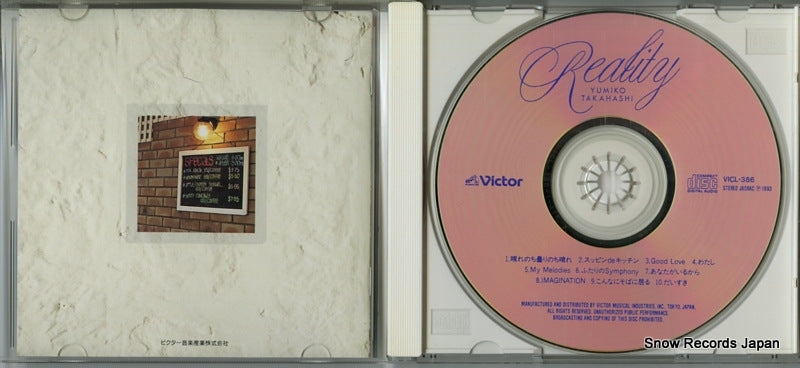 SPECIALS
ビクター音楽産業株式会社
Reality
YUMIKO
TAKAHASHI
Victor
COMPACT
disc
DIGITAL AUDIO
VICL-386
STEREO JASRAC Ⓟ 1993
1.晴れのち曇りのち晴れ 2.スッピンdeキッチン 3.Good Love 4.わたし
5.My Melodies 6.ふたりのSymphony 7.あなたがいるから
8.IMAGINATION 9.こんなにそばに居る 10.だいすき
MANUFACTURED AND DISTRIBUTED BY VICTOR MUSICAL INDUSTRIES, INC. TOKYO, JAPAN.
ALL RIGHTS RESERVED. UNAUTHORIZED PUBLIC PERFORMANCE.
BROADCASTING AND COPYING OF THIS DISC PROHIBITED.
Snow Records Japan